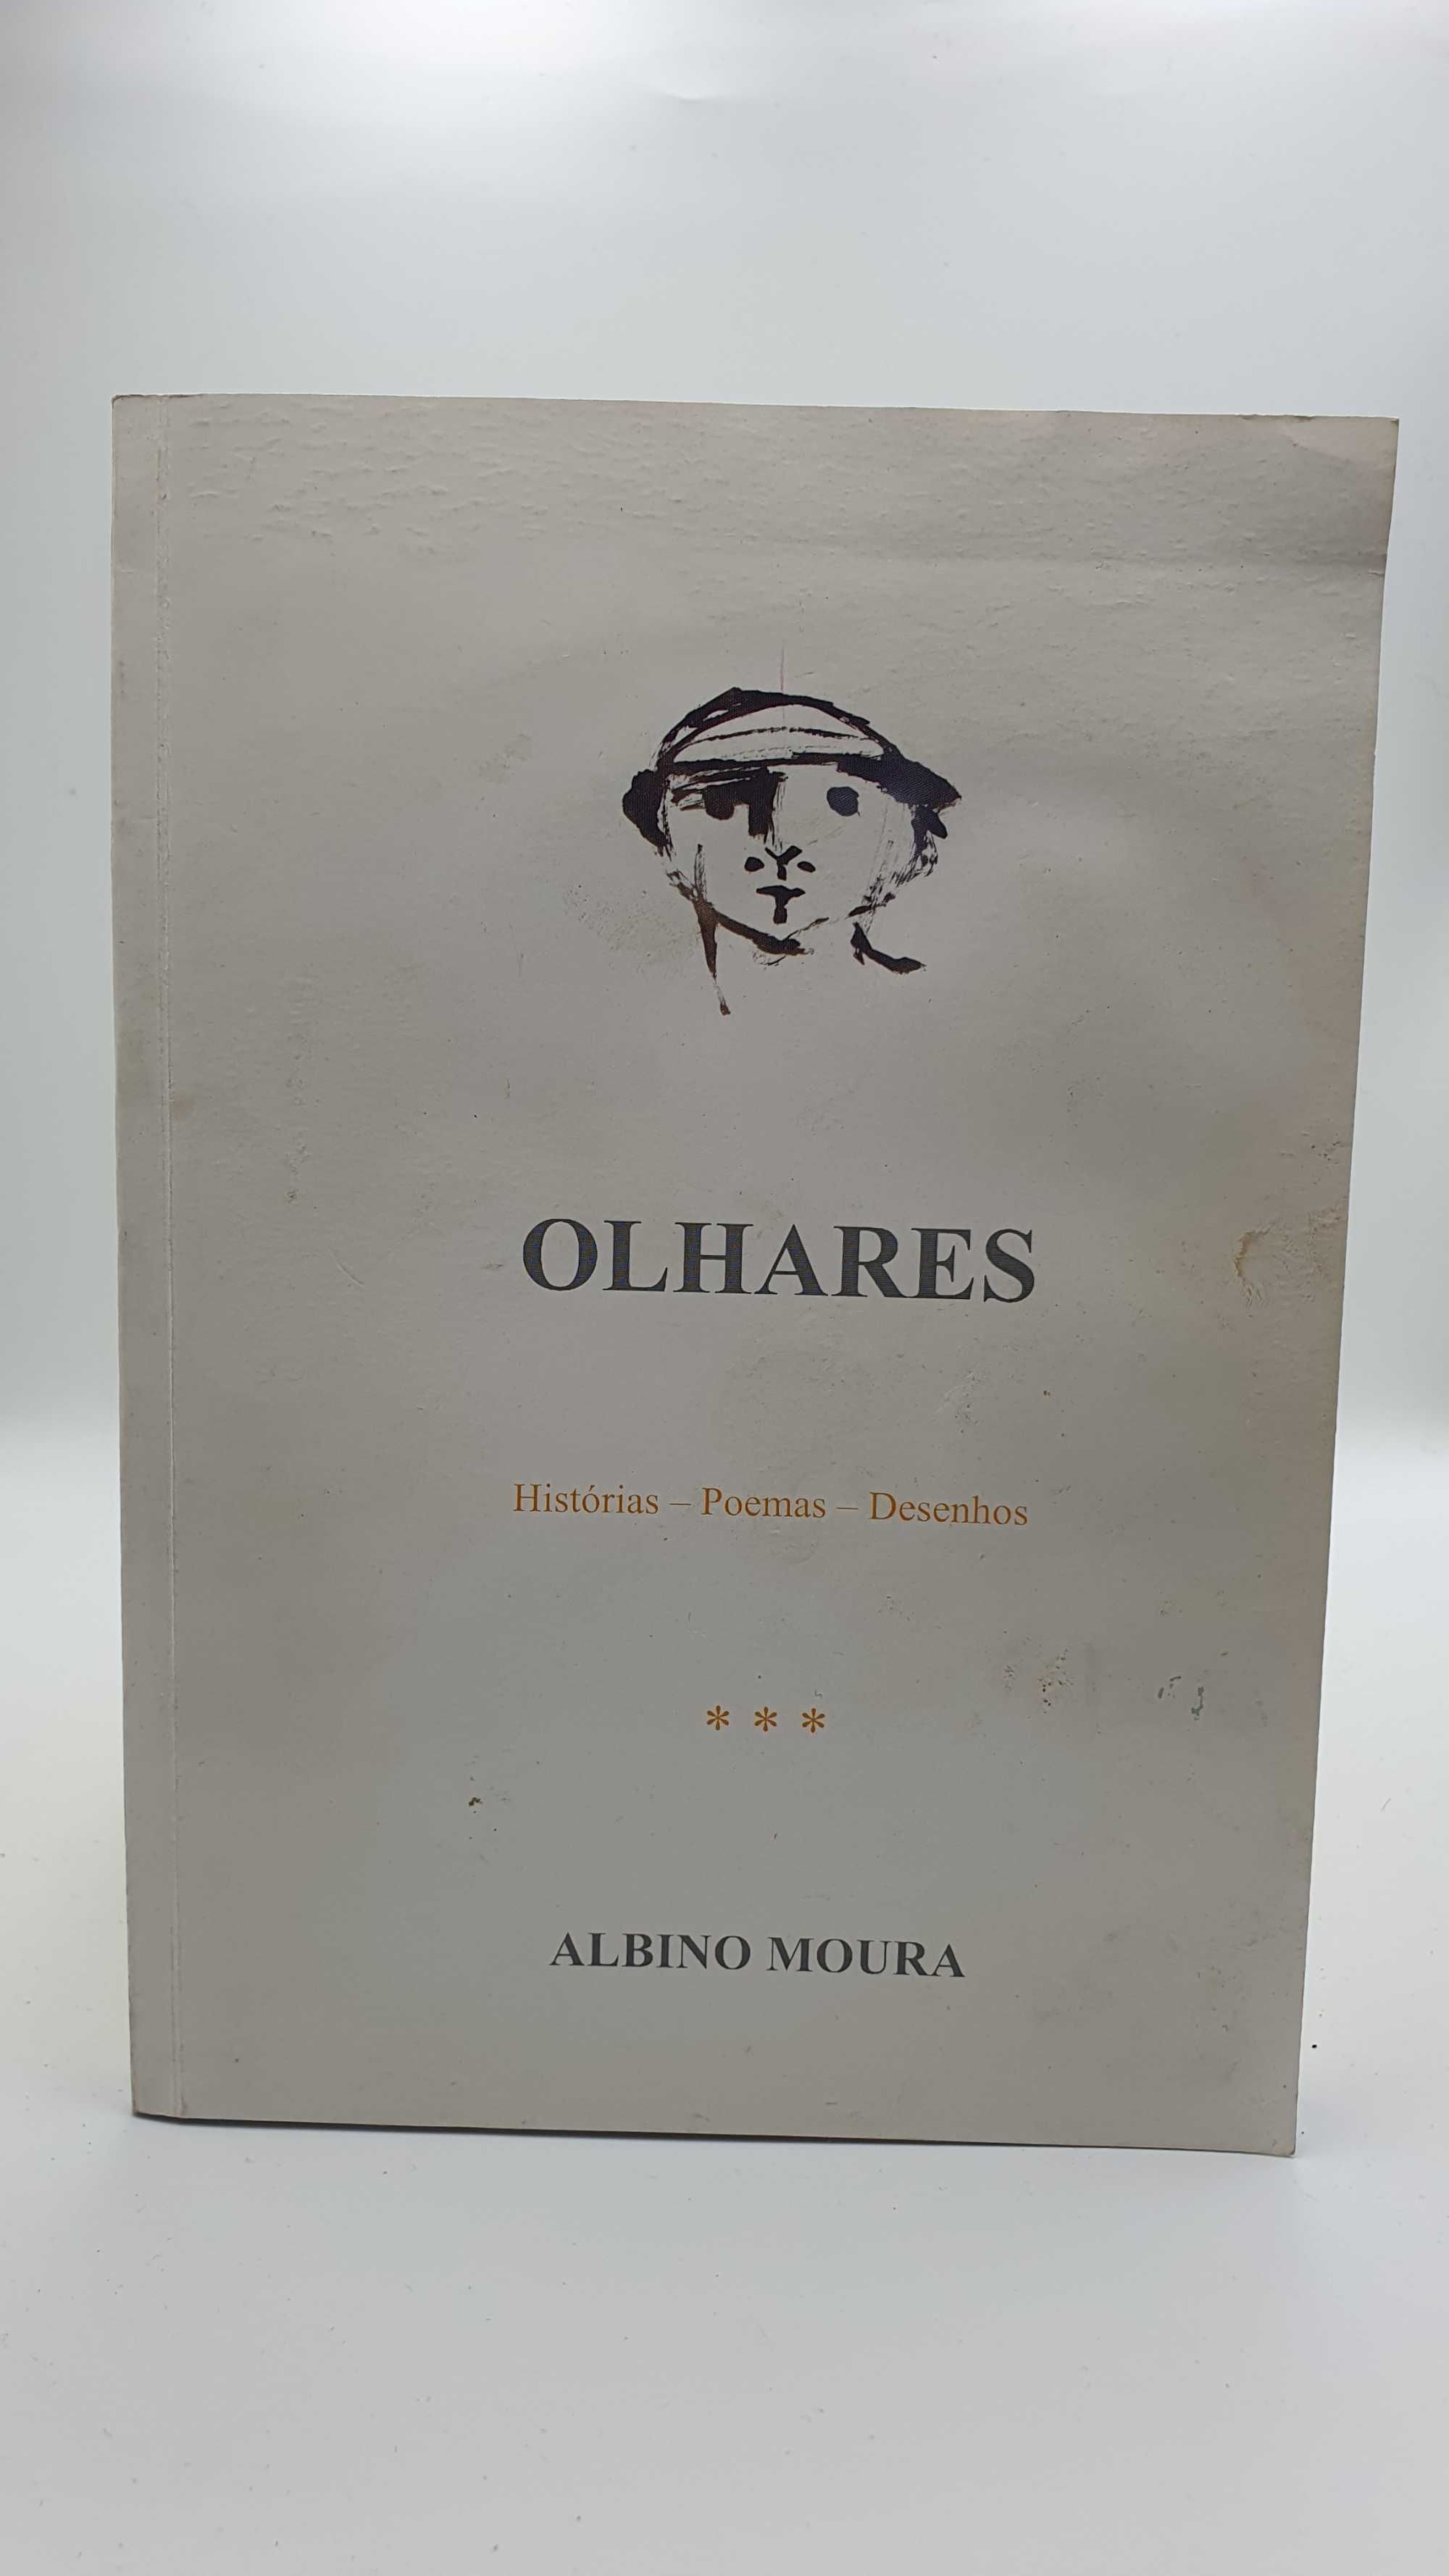 OLHARES
Histórias – Poemas – Desenhos
* * *
ALBINO MOURA